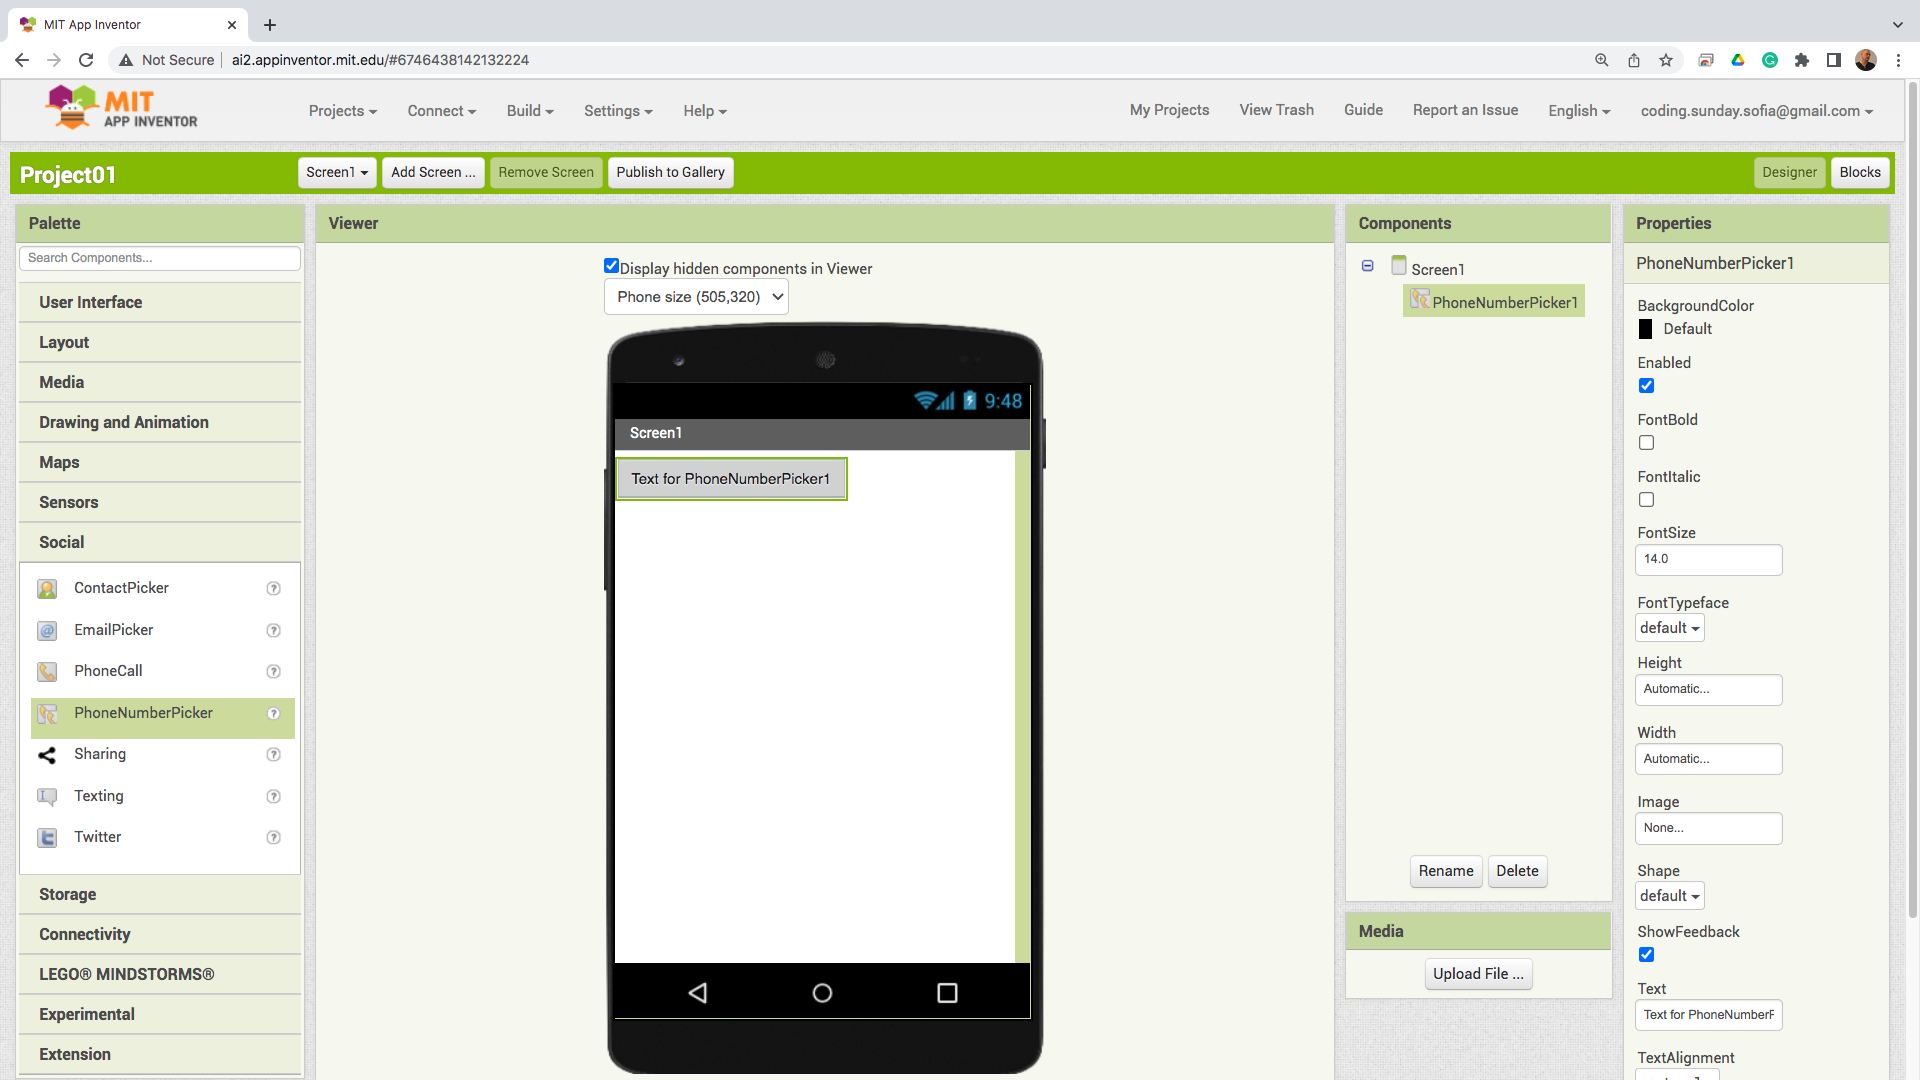 MIT App Inventor
Not Secure
ai2.appinventor.mit.edu/#6746438142132224
MIT
APP INVENTOR
Projects
Connect
Build
Settings
Help
My Projects
View Trash
Guide
Report an Issue
English
coding.sunday.sofia@gmail.com
Project01
Screen1
Add Screen ...
Remove Screen
Publish to Gallery
Designer
Blocks
Palette
Search Components...
User Interface
Layout
Media
Drawing and Animation
Maps
Sensors
Social
ContactPicker
?
EmailPicker
?
PhoneCall
?
PhoneNumberPicker
?
Sharing
?
Texting
?
Twitter
?
Storage
Connectivity
LEGO® MINDSTORMS®
Experimental
Extension
Viewer
Display hidden components in Viewer
Phone size (505,320)
9:48
Screen1
Text for PhoneNumberPicker1
Components
Screen1
PhoneNumberPicker1
Rename
Delete
Media
Upload File ...
Properties
PhoneNumberPicker1
BackgroundColor
Default
Enabled
FontBold
FontItalic
FontSize
14.0
FontTypeface
default
Height
Automatic...
Width
Automatic...
Image
None...
Shape
default
ShowFeedback
Text
Text for PhoneNumberP
TextAlignment